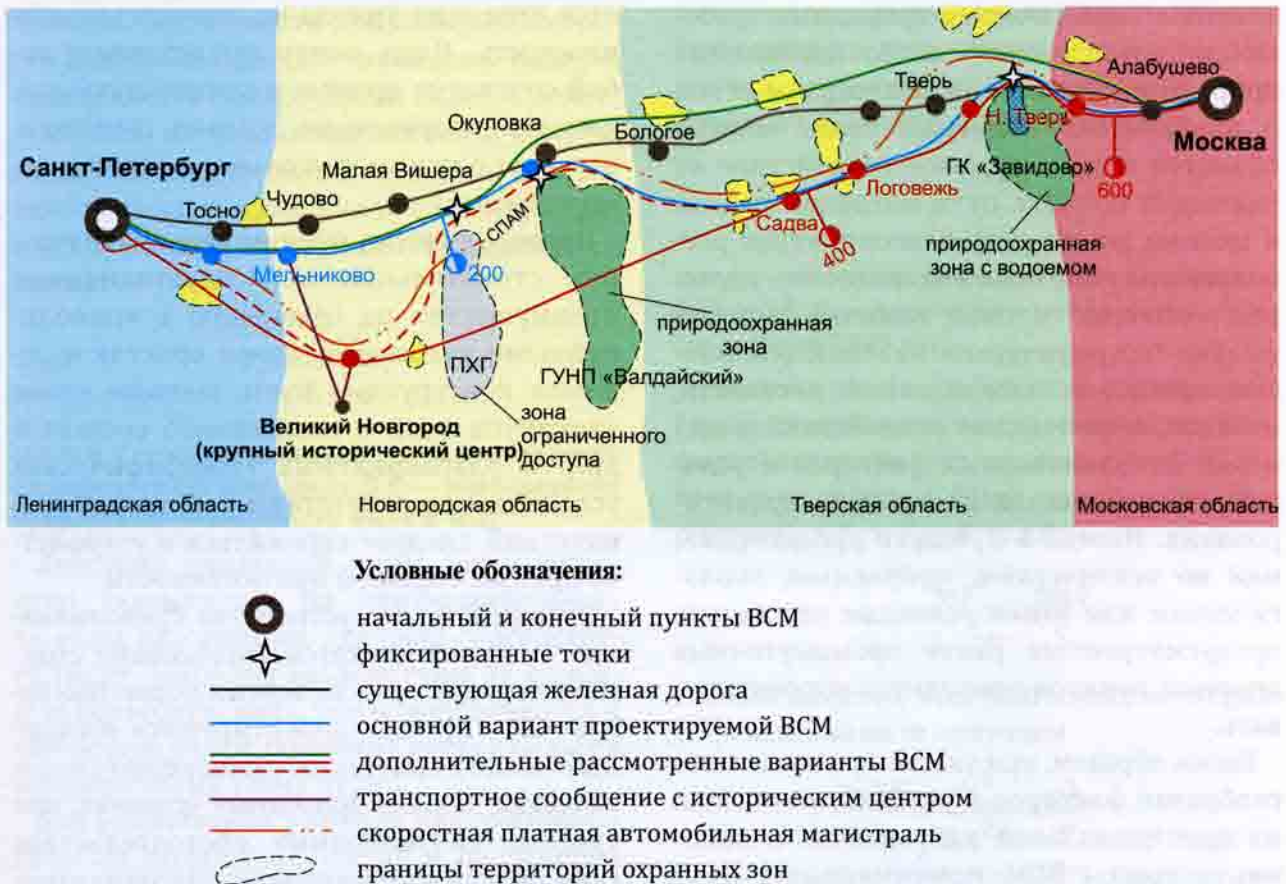 Санкт-Петербург
Тосно
Чудово
Малая Вишера
Окуловка
Бологое
Тверь
Н. Тверь
Алабушево
Москва
Мельниково
СПАМ
200
ПХГ
Садва
Логовежь
400
ГК «Завидово»
600
природоохранная
зона с водоемом
природоохранная
зона
ГУНП «Валдайский»
зона
ограниченного
доступа
Великий Новгород
(крупный исторический центр)
Ленинградская область
Новгородская область
Тверская область
Московская область
Условные обозначения:
начальный и конечный пункты ВСМ
фиксированные точки
существующая железная дорога
основной вариант проектируемой ВСМ
дополнительные рассмотренные варианты ВСМ
транспортное сообщение с историческим центром
скоростная платная автомобильная магистраль
границы территорий охранных зон